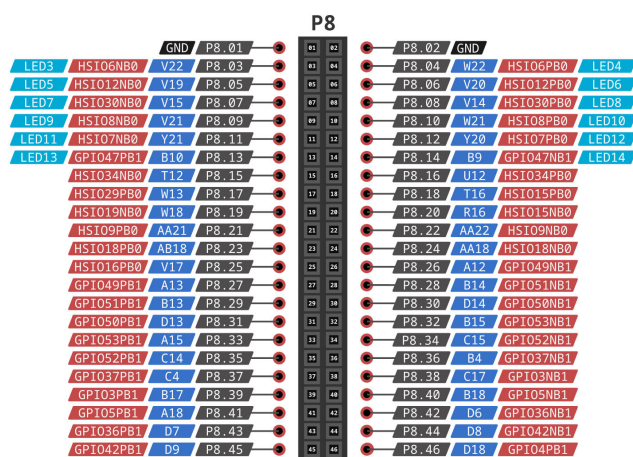 P8
GND P8.01 01 02 P8.02 GND
LED3 HSIO6NB0 V22 P8.03 03 04 P8.04 W22 HSIO6PB0 LED4
LED5 HSIO12NB0 V19 P8.05 05 06 P8.06 V20 HSIO12PB0 LED6
LED7 HSIO30NB0 V15 P8.07 07 08 P8.08 V14 HSIO30PB0 LED8
LED9 HSIO8NB0 V21 P8.09 09 10 P8.10 W21 HSIO8PB0 LED10
LED11 HSIO7NB0 Y21 P8.11 11 12 P8.12 Y20 HSIO7PB0 LED12
LED13 GPIO47PB1 B10 P8.13 13 14 P8.14 B9 GPIO47NB1 LED14
HSIO34NB0 T12 P8.15 15 16 P8.16 U12 HSIO34PB0
HSIO29PB0 W13 P8.17 17 18 P8.18 T16 HSIO15PB0
HSIO19NB0 W18 P8.19 19 20 P8.20 R16 HSIO15NB0
HSIO9PB0 AA21 P8.21 21 22 P8.22 AA22 HSIO9NB0
HSIO18PB0 AB18 P8.23 23 24 P8.24 AA18 HSIO18NB0
HSIO16PB0 V17 P8.25 25 26 P8.26 A12 GPIO49NB1
GPIO49PB1 A13 P8.27 27 28 P8.28 B14 GPIO51NB1
GPIO51PB1 B13 P8.29 29 30 P8.30 D14 GPIO50NB1
GPIO50PB1 D13 P8.31 31 32 P8.32 B15 GPIO53NB1
GPIO53PB1 A15 P8.33 33 34 P8.34 C15 GPIO52NB1
GPIO52PB1 C14 P8.35 35 36 P8.36 B4 GPIO37NB1
GPIO37PB1 C4 P8.37 37 38 P8.38 C17 GPIO3NB1
GPIO3PB1 B17 P8.39 39 40 P8.40 B18 GPIO5NB1
GPIO5PB1 A18 P8.41 41 42 P8.42 D6 GPIO36NB1
GPIO36PB1 D7 P8.43 43 44 P8.44 D8 GPIO42NB1
GPIO42PB1 D9 P8.45 45 46 P8.46 D18 GPIO4PB1